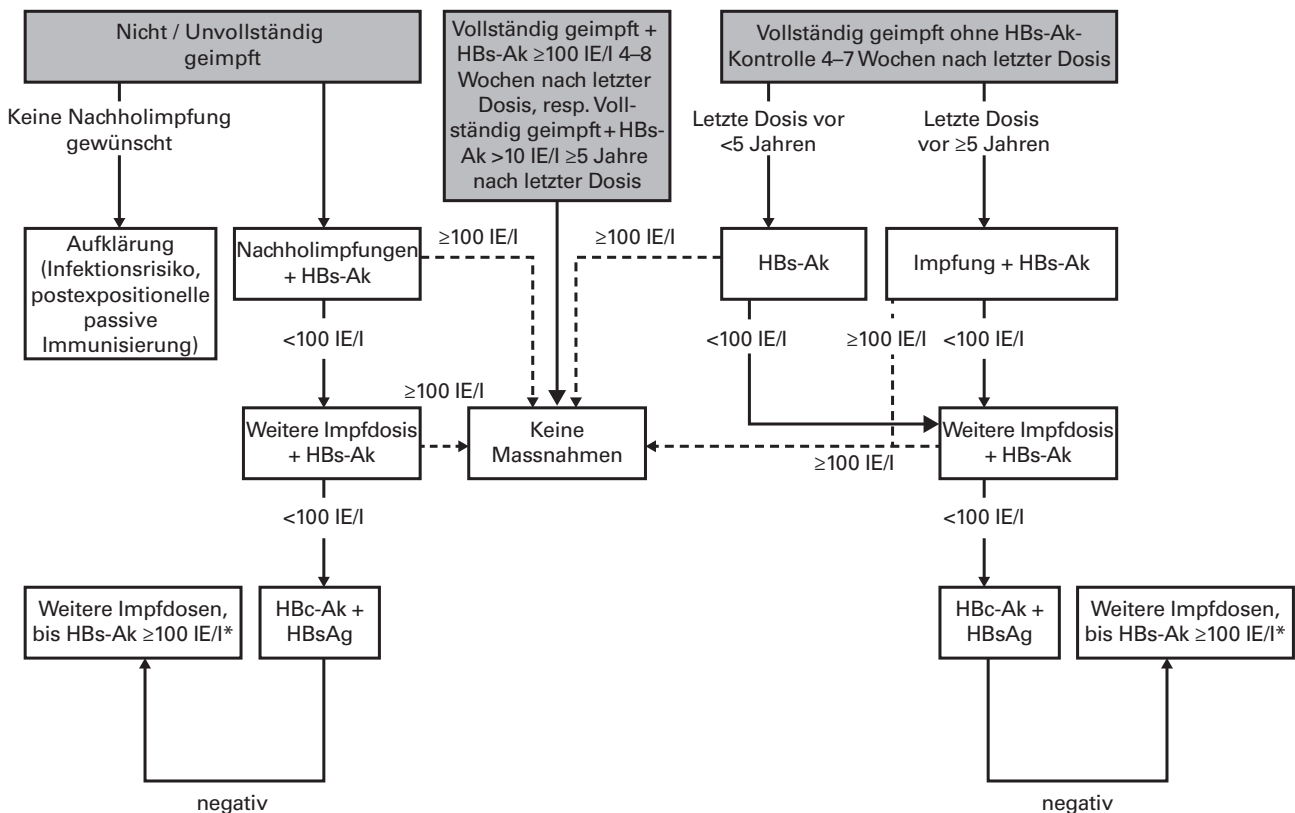 Nicht / Unvollständig
geimpft
Vollständig geimpft +
HBs-Ak ≥100 IE/l 4–8
Wochen nach letzter
Dosis, resp. Voll-
ständig geimpft + HBs-
Ak >10 IE/l ≥5 Jahre
nach letzter Dosis
Vollständig geimpft ohne HBs-Ak-
Kontrolle 4–7 Wochen nach letzter Dosis
Keine Nachholimpfung
gewünscht
Letzte Dosis vor
<5 Jahren
Letzte Dosis
vor ≥5 Jahren
Aufklärung
(Infektionsrisiko,
postexpositionelle
passive
Immunisierung)
Nachholimpfungen
+ HBs-Ak
≥100 IE/l
≥100 IE/l
HBs-Ak
Impfung + HBs-Ak
<100 IE/l
<100 IE/l
≥100 IE/l
<100 IE/l
≥100 IE/l
Weitere Impfdosis
+ HBs-Ak
Keine
Massnahmen
≥100 IE/l
Weitere Impfdosis
+ HBs-Ak
<100 IE/l
<100 IE/l
Weitere Impfdosen,
bis HBs-Ak ≥100 IE/l*
HBc-Ak +
HBsAg
HBc-Ak +
HBsAg
Weitere Impfdosen,
bis HBs-Ak ≥100 IE/l*
negativ
negativ